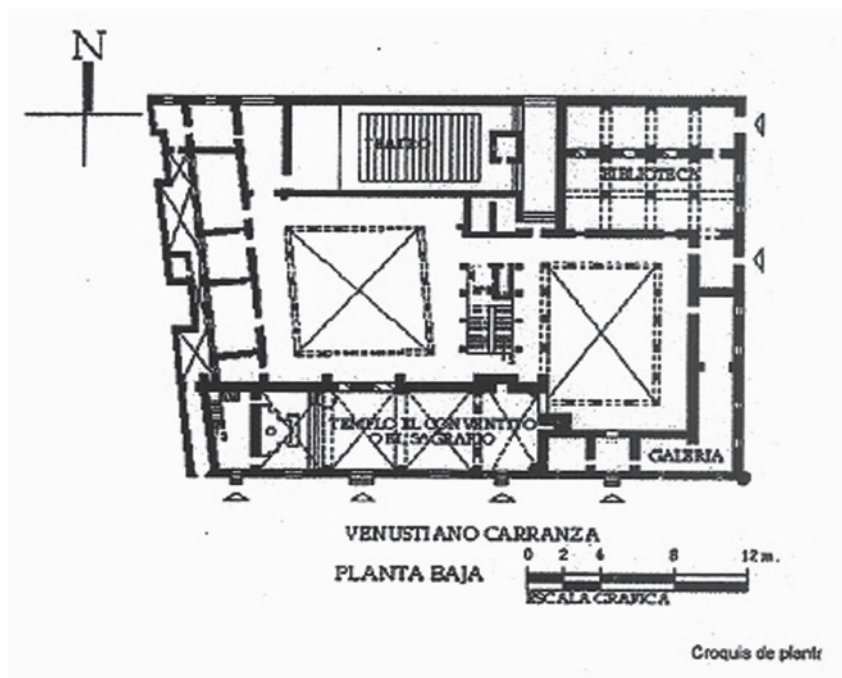 N
TEATRO
BIBLIOTECA
TEMPLO EL CONVENTITO
O EL SAGRARIO
GALERIA
VENUSTIANO CARRANZA
0 2 4 8 12 m.
PLANTA BAJA
ESCALA GRAFICA
Croquis de planta